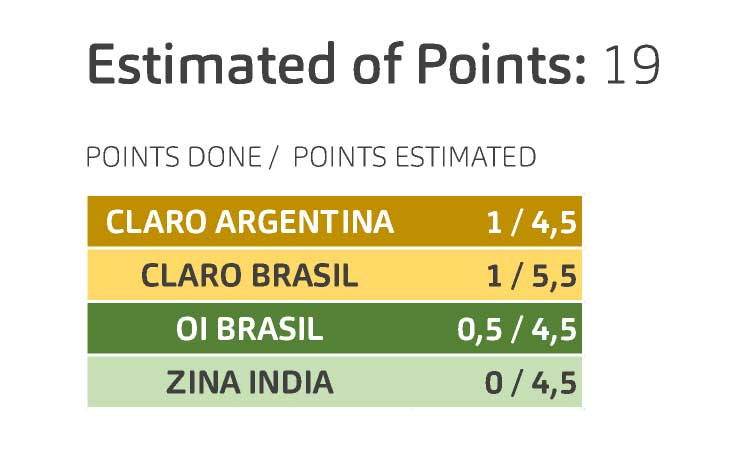 Estimated of Points: 19
POINTS DONE / POINTS ESTIMATED
CLARO ARGENTINA 1 / 4,5
CLARO BRASIL 1 / 5,5
OI BRASIL 0,5 / 4,5
ZINA INDIA 0 / 4,5